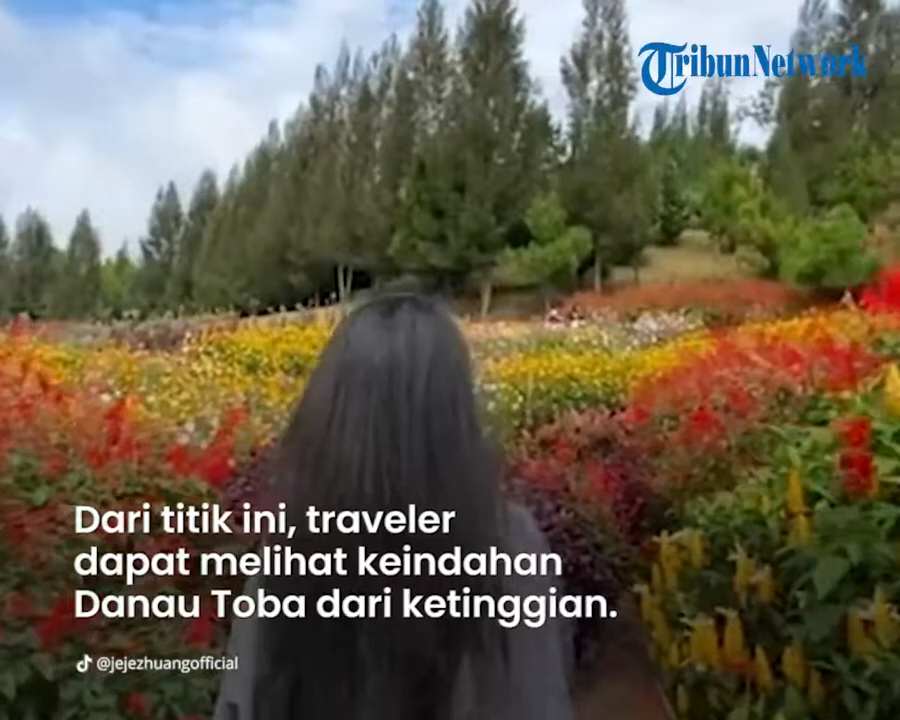 TribunNetwork
Dari titik ini, traveler
dapat melihat keindahan
Danau Toba dari ketinggian.
@jejezhuangofficial